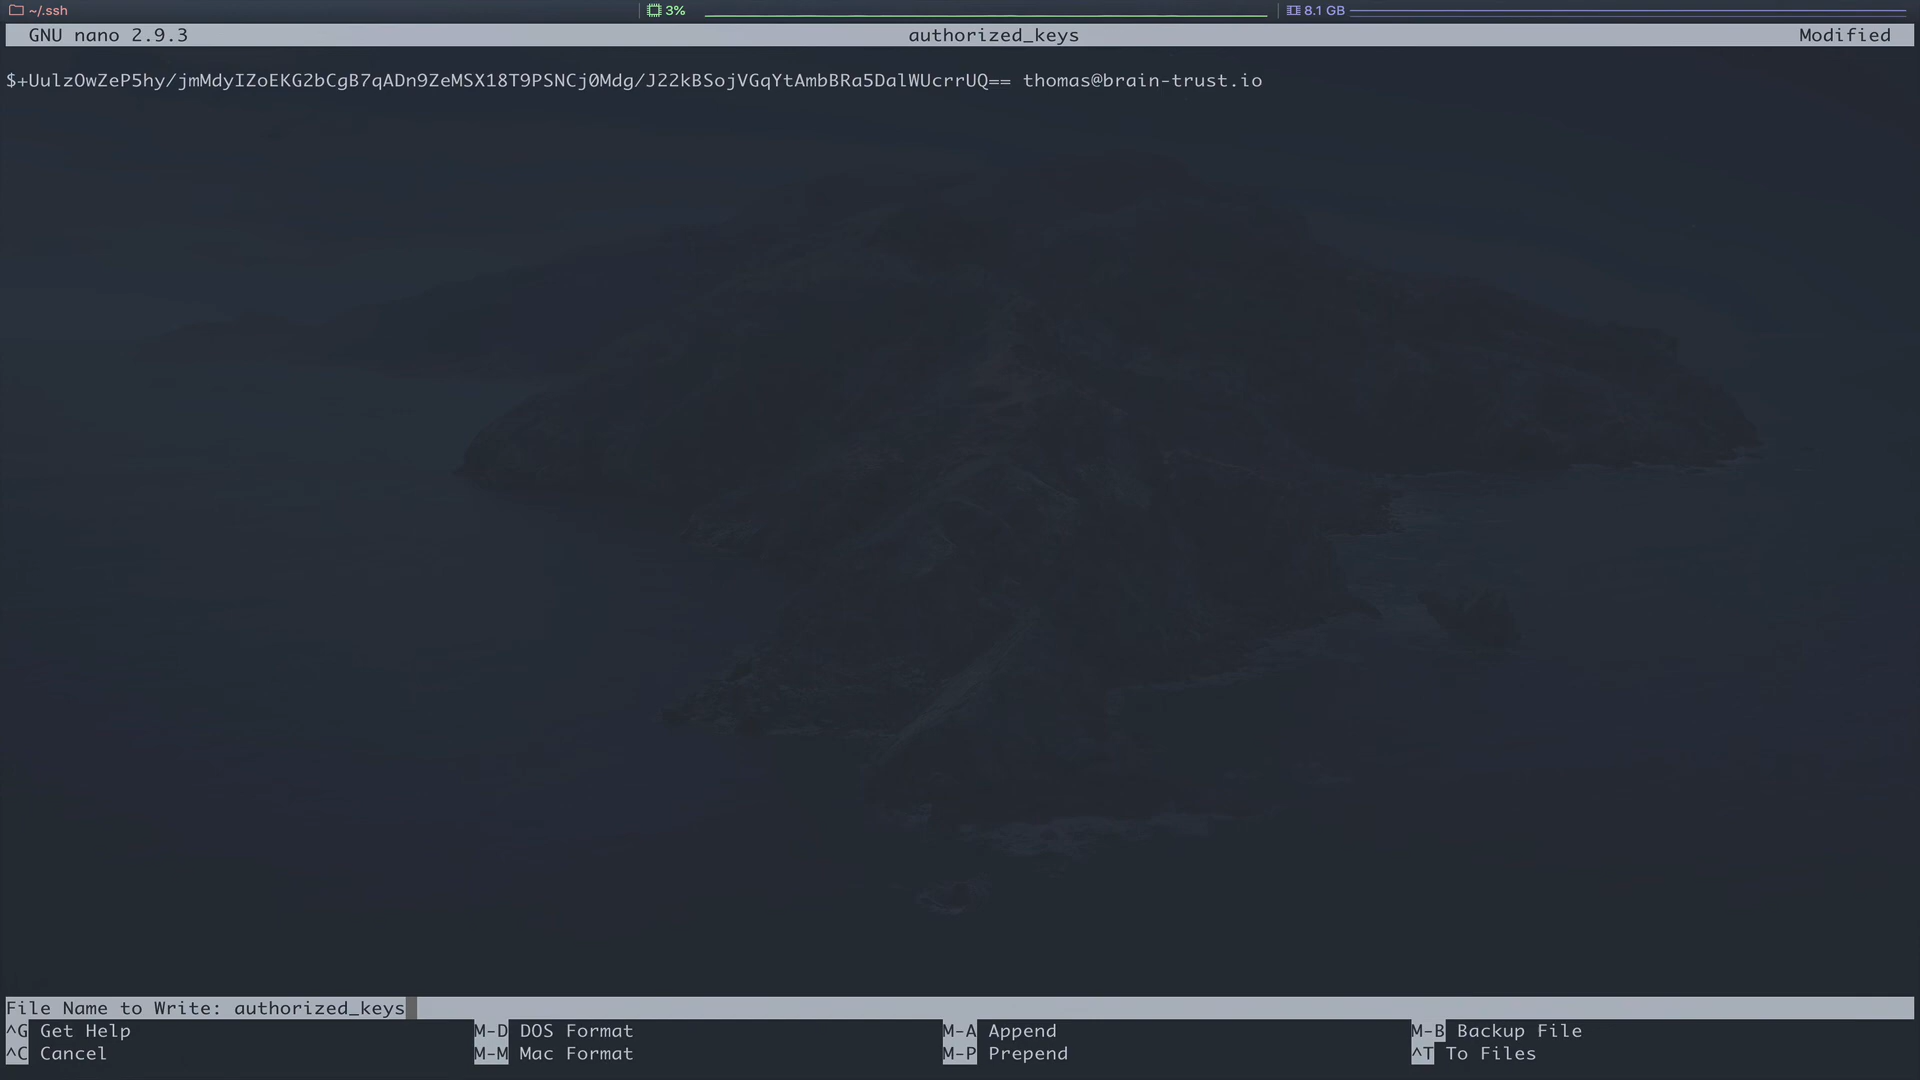 ~/.ssh 3% 8.1 GB
GNU nano 2.9.3 authorized_keys Modified
$+UulzOwZeP5hy/jmMdyIZoEKG2bCgB7qADn9ZeMSX18T9PSNCj0Mdg/J22kBSojVGqYtAmbBRa5DalWUcrrUQ== thomas@brain-trust.io
File Name to Write: authorized_keys
^G Get Help M-D DOS Format M-A Append M-B Backup File
^C Cancel M-M Mac Format M-P Prepend ^T To Files